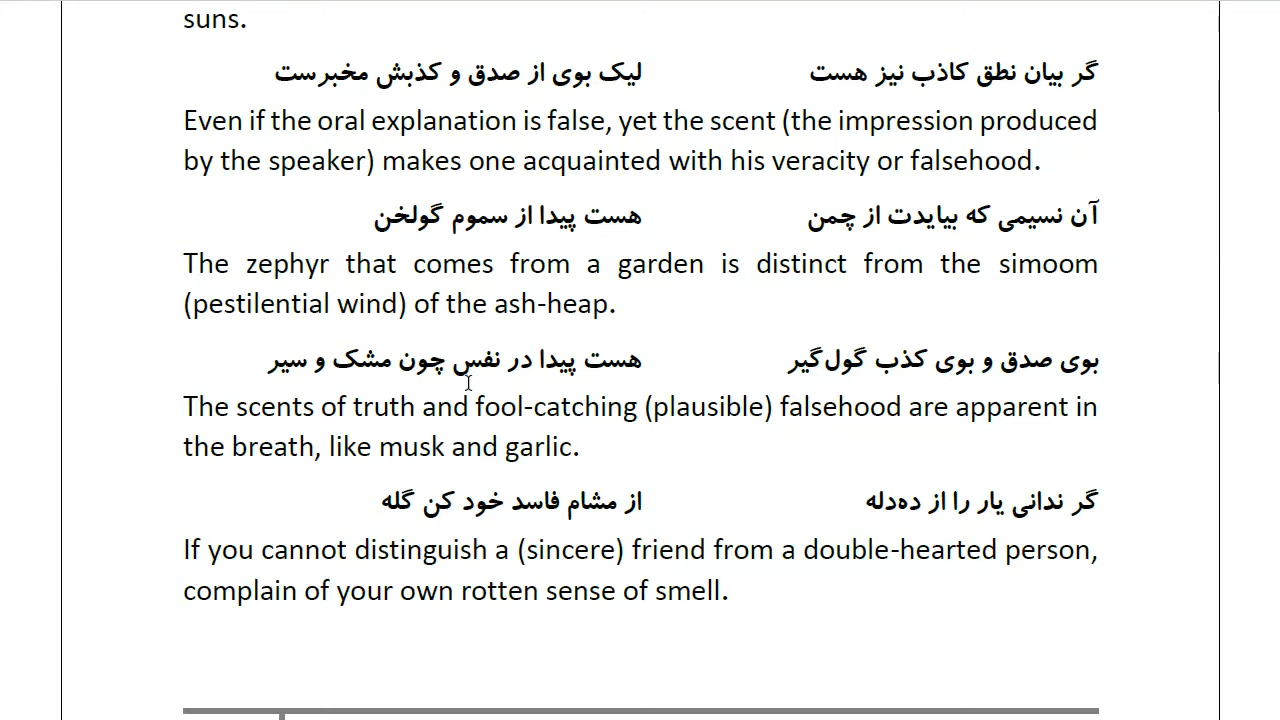 suns.
گر بیان نطق کاذب نیز هست لیک بوی از صدق و کذبش مخبرست
Even if the oral explanation is false, yet the scent (the impression produced
by the speaker) makes one acquainted with his veracity or falsehood.
آن نسیمی که بیایدت از چمن هست پیدا از سموم گولخن
The zephyr that comes from a garden is distinct from the simoom
(pestilential wind) of the ash-heap.
بوی صدق و بوی کذب گول‌گیر هست پیدا در نفس چون مشک و سیر
The scents of truth and fool-catching (plausible) falsehood are apparent in
the breath, like musk and garlic.
گر ندانی یار را از ده‌دله از مشام فاسد خود کن گله
If you cannot distinguish a (sincere) friend from a double-hearted person,
complain of your own rotten sense of smell.